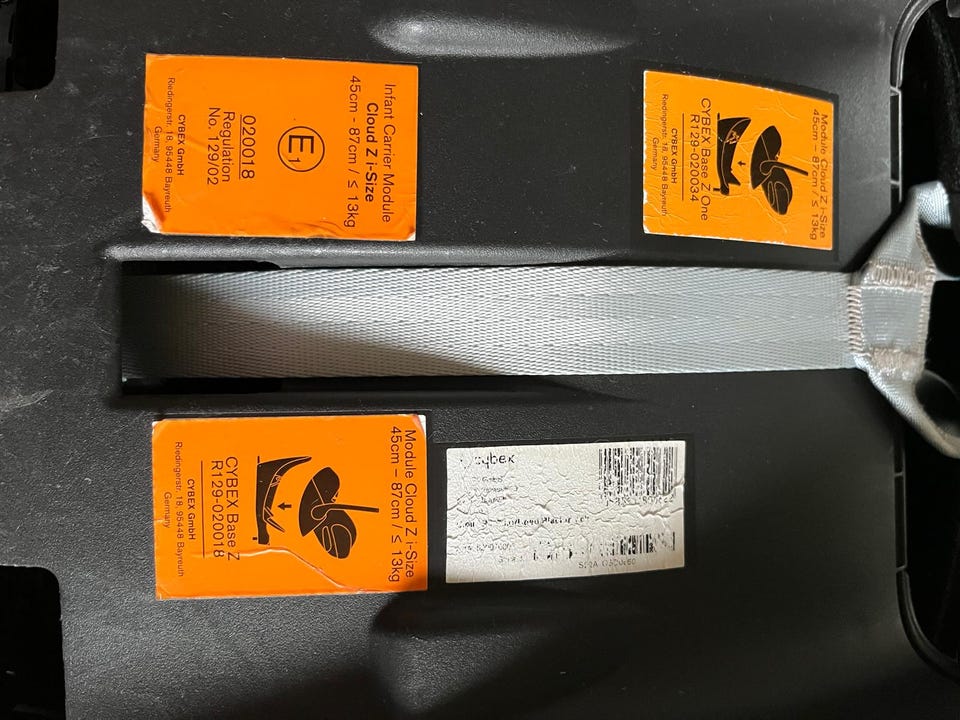 Infant Carrier Module
Cloud Z i-Size
45cm - 87cm / ≤ 13kg
E1
020018
Regulation
No. 129/02
CYBEX GmbH
Riedingerstr. 18, 95448 Bayreuth
Germany
Module Cloud Z i-Size
45cm – 87cm / ≤ 13kg
CYBEX Base Z One
R129-020034
CYBEX GmbH
Riedingerstr. 18, 95448 Bayreuth
Germany
Module Cloud Z i-Size
45cm – 87cm / ≤ 13kg
CYBEX Base Z
R129-020018
CYBEX GmbH
Riedingerstr. 18, 95448 Bayreuth
Germany
cybex